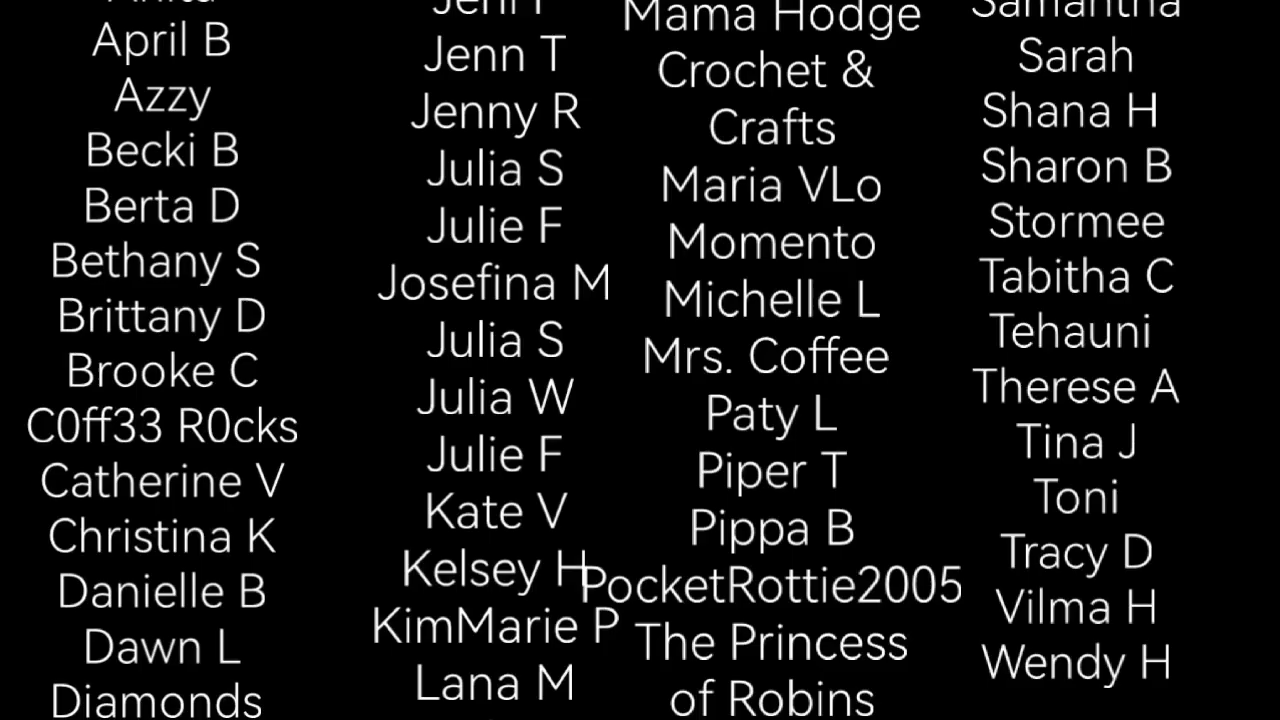 April B
Azzy
Becki B
Berta D
Bethany S
Brittany D
Brooke C
C0ff33 R0cks
Catherine V
Christina K
Danielle B
Dawn L
Diamonds
Jenn T
Jenny R
Julia S
Julie F
Josefina M
Julia S
Julia W
Julie F
Kate V
Kelsey H
KimMarie P
Lana M
Mama Hodge
Crochet &
Crafts
Maria VLo
Momento
Michelle L
Mrs. Coffee
Paty L
Piper T
Pippa B
PocketRottie2005
The Princess
of Robins
Samantha
Sarah
Shana H
Sharon B
Stormee
Tabitha C
Tehauni
Therese A
Tina J
Toni
Tracy D
Vilma H
Wendy H